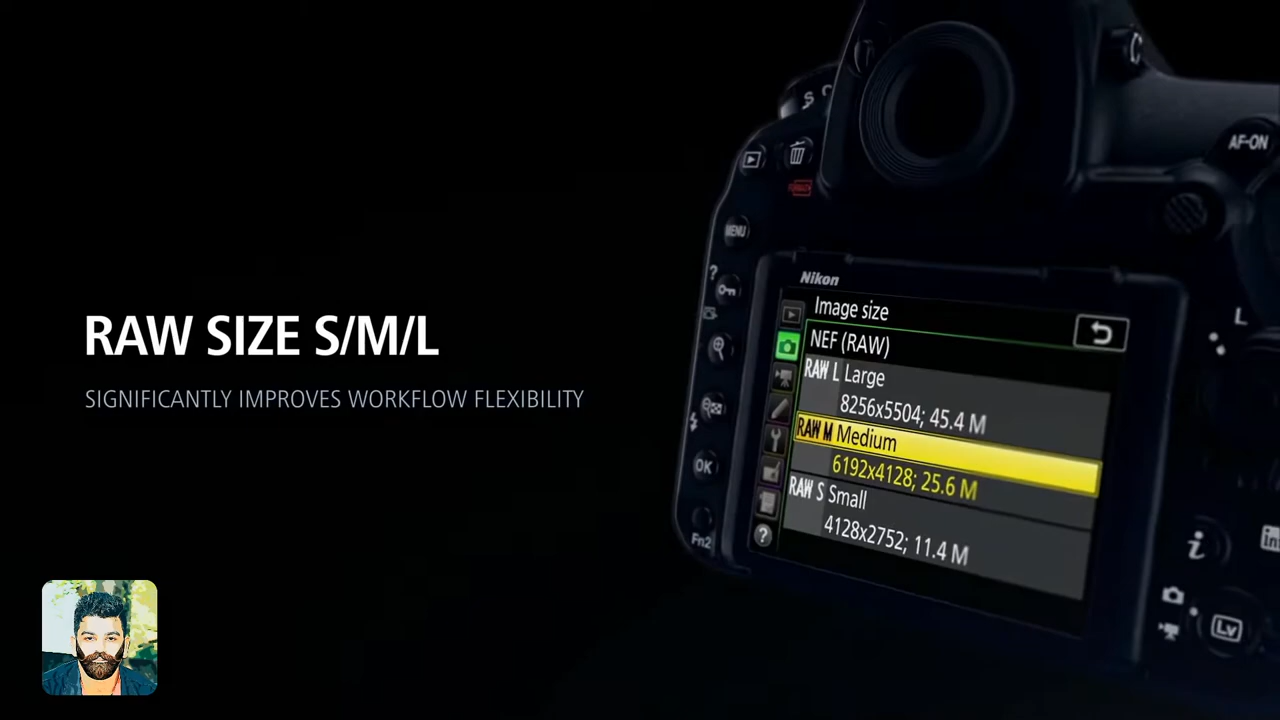 RAW SIZE S/M/L
SIGNIFICANTLY IMPROVES WORKFLOW FLEXIBILITY
S
FORMAT
AF-ON
MENU
?
Nikon
Image size
NEF (RAW)
RAW L Large
8256x5504; 45.4 M
RAW M Medium
6192x4128; 25.6 M
RAW S Small
4128x2752; 11.4 M
?
OK
Fn2
L
i
Lv